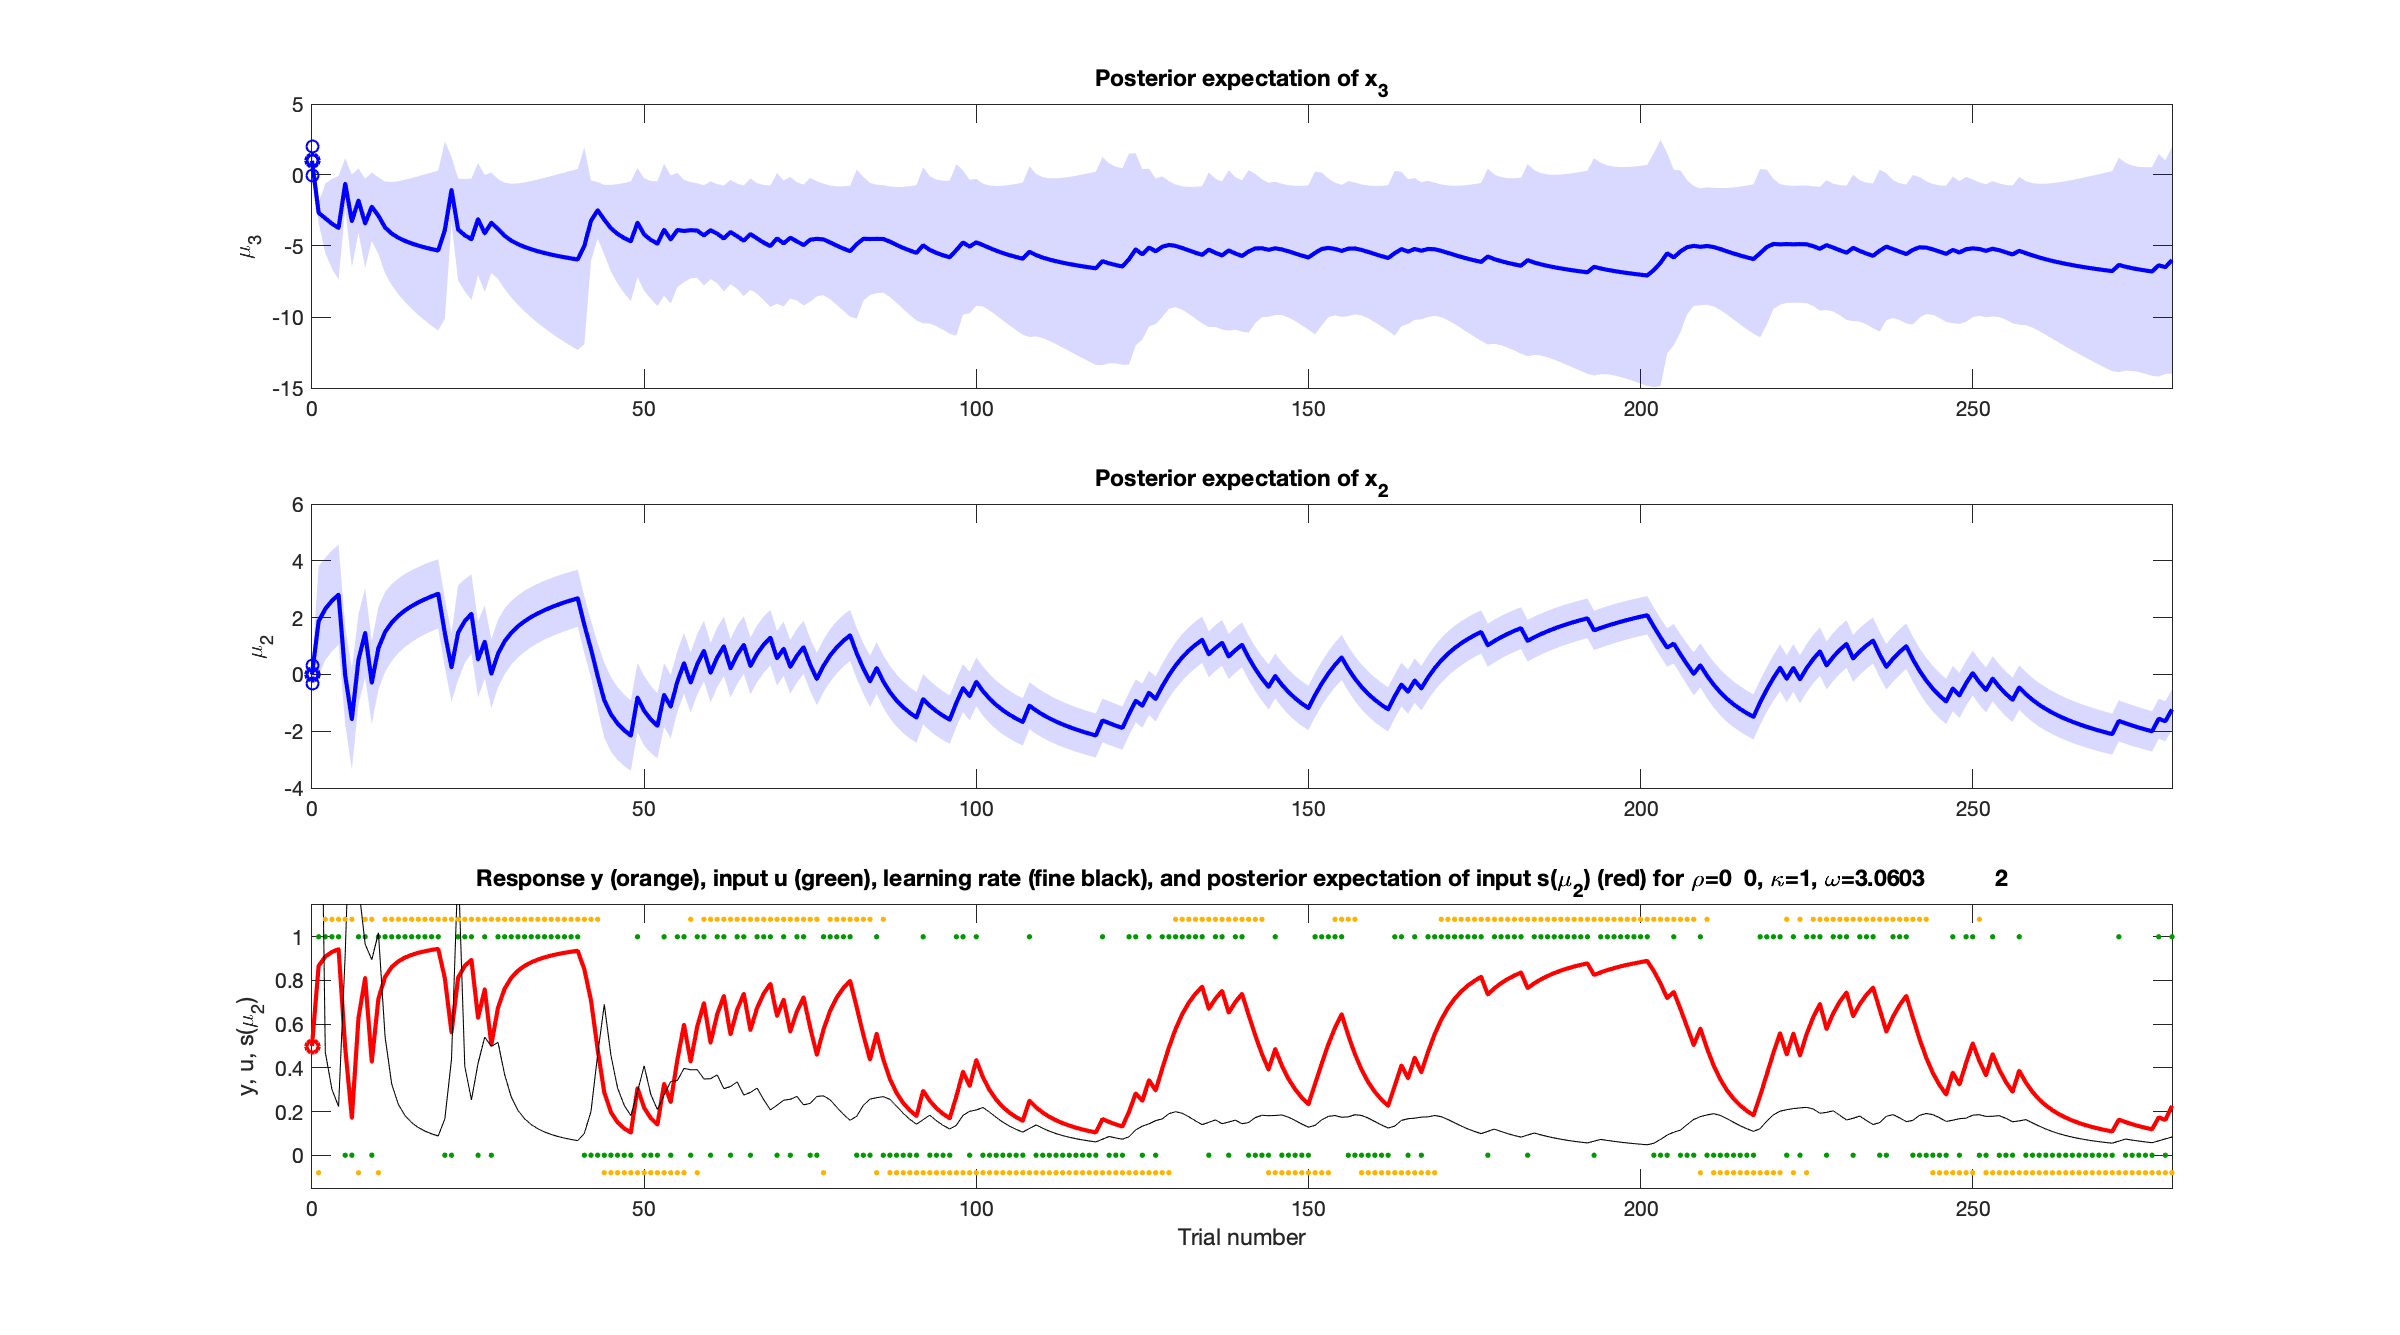 Posterior expectation of x₃
5
0
-5
-10
-15
μ₃
0 50 100 150 200 250
Posterior expectation of x₂
6
4
2
0
-2
-4
μ₂
0 50 100 150 200 250
Response y (orange), input u (green), learning rate (fine black), and posterior expectation of input s(μ₂) (red) for ρ=0 0, κ=1, ω=3.0603 2
1
0.8
0.6
0.4
0.2
0
y, u, s(μ₂)
0 50 100 150 200 250
Trial number